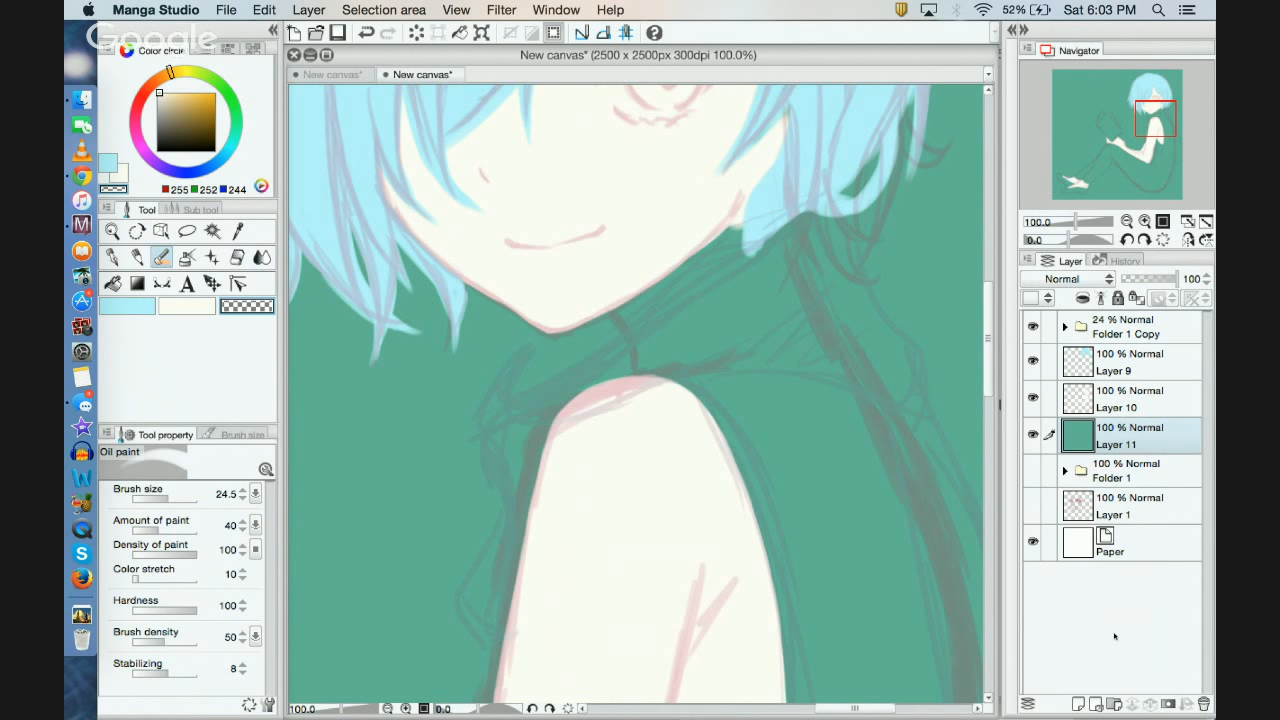 Manga Studio File Edit Layer Selection area View Filter Window Help 52% Sat 6:03 PM
Google
Color circle
New canvas* (2500 x 2500px 300dpi 100.0%)
New canvas* New canvas*
Navigator
255 252 244
Tool Sub tool
100.0
0.0
Layer History
Normal 100
24 % Normal
Folder 1 Copy
100 % Normal
Layer 9
100 % Normal
Layer 10
100 % Normal
Layer 11
100 % Normal
Folder 1
100 % Normal
Layer 1
Paper
Tool property Brush size
Oil paint
Brush size 24.5
Amount of paint 40
Density of paint 100
Color stretch 10
Hardness 100
Brush density 50
Stabilizing 8
100.0 0.0